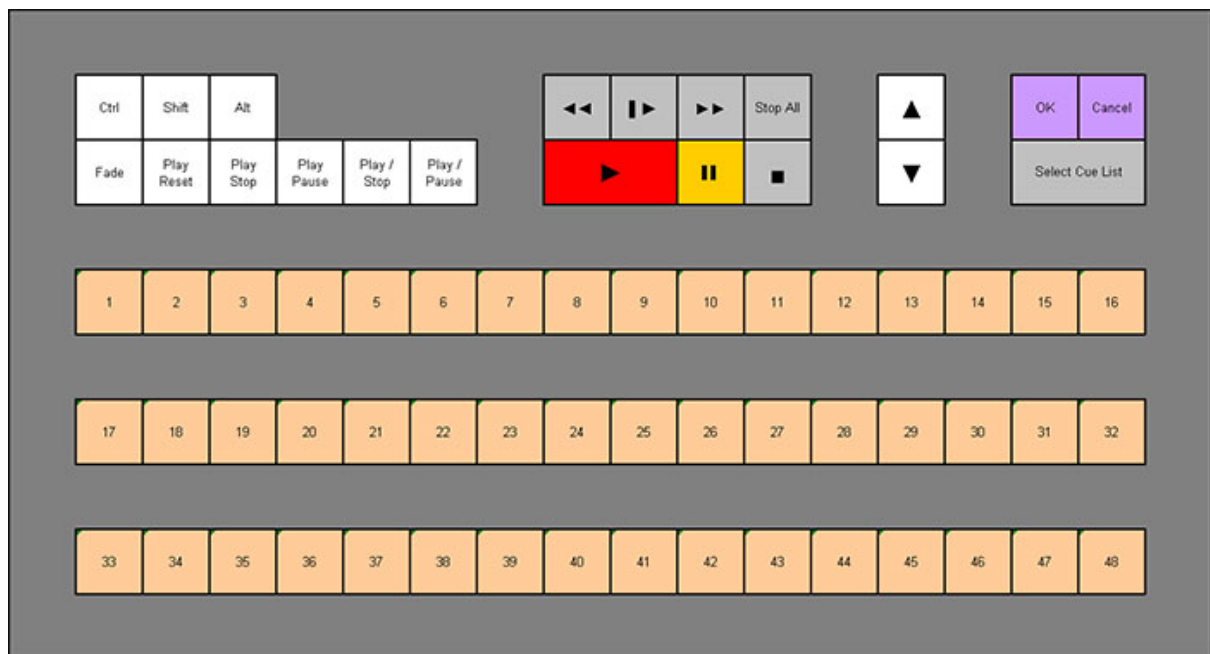 Ctrl Shift Alt ◄◄ ❚► ►► Stop All ▲ OK Cancel
Fade Play Reset Play Stop Play Pause Play / Stop Play / Pause ► ❚❚ ■ ▼ Select Cue List
1 2 3 4 5 6 7 8 9 10 11 12 13 14 15 16
17 18 19 20 21 22 23 24 25 26 27 28 29 30 31 32
33 34 35 36 37 38 39 40 41 42 43 44 45 46 47 48